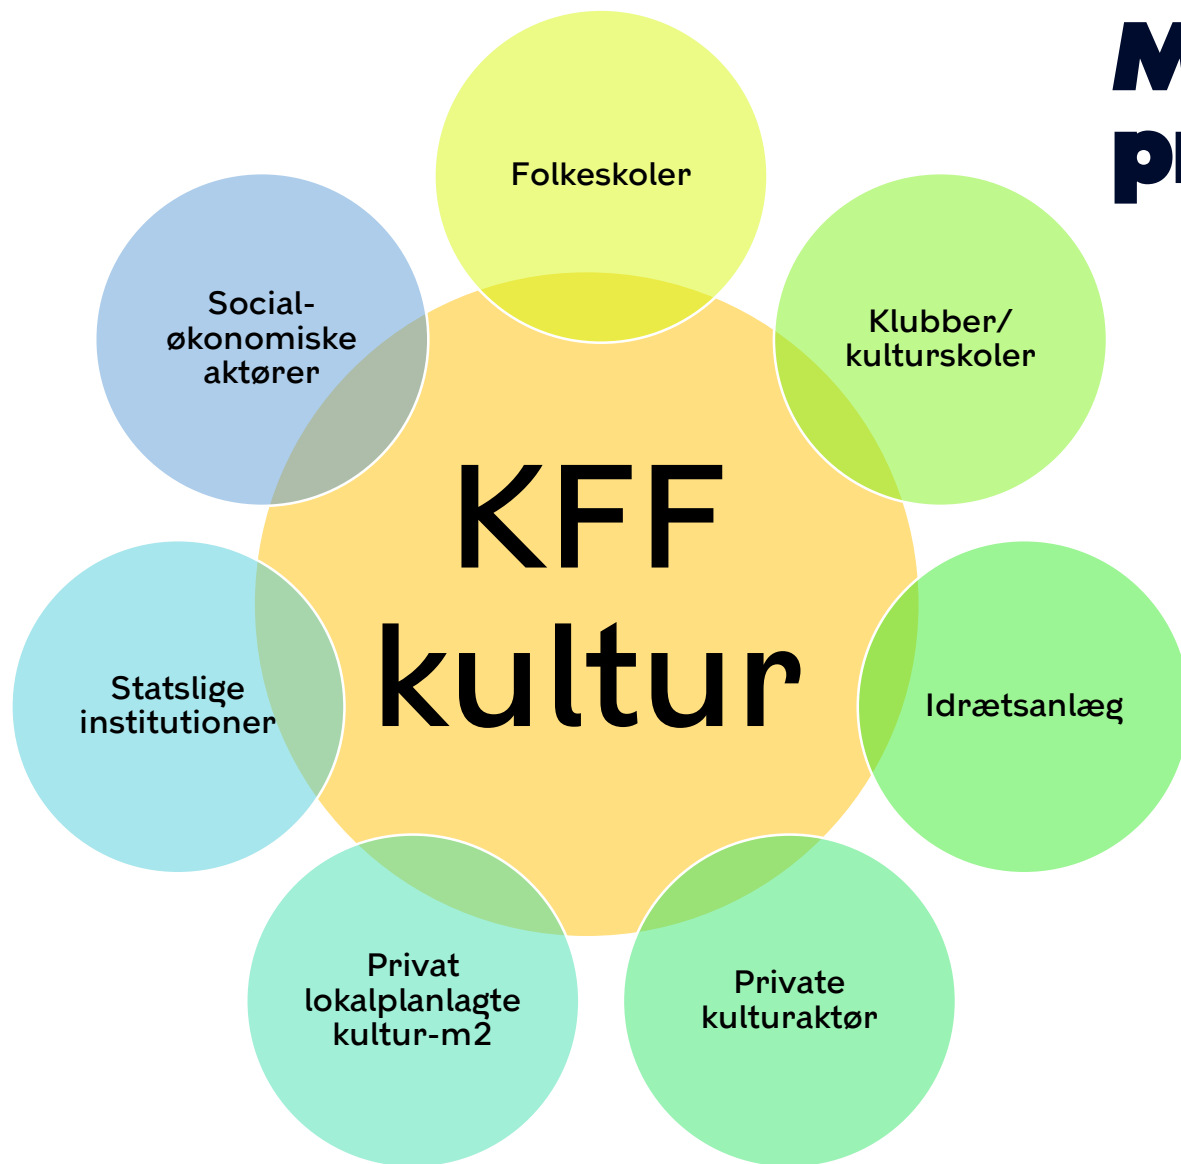 Folkeskoler
Klubber/
kulturskoler
Idrætsanlæg
Private
kulturaktør
Privat
lokalplanlagte
kultur-m2
Statslige
institutioner
Social-
økonomiske
aktører
KFF
kultur